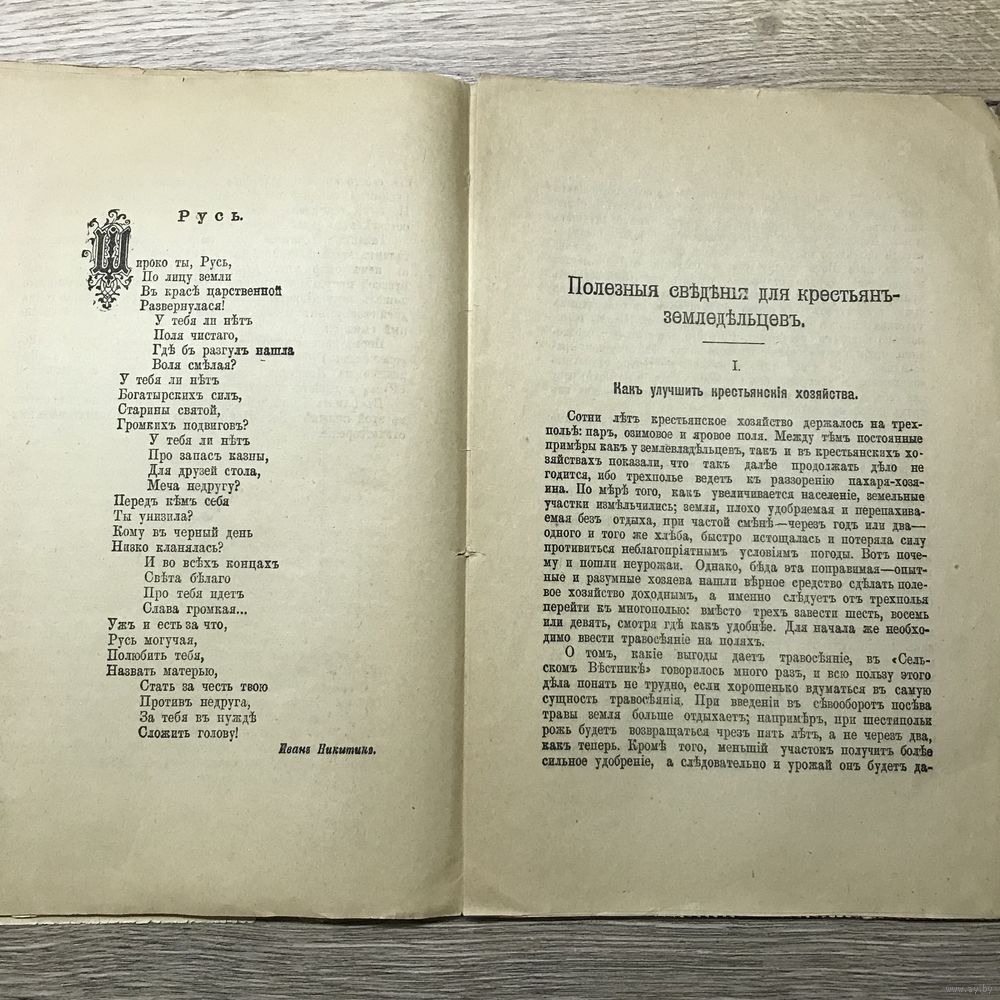 Русь.
Широко ты, Русь,
По лицу земли
Въ красѣ царственной
Развернулася!
У тебя ли нѣтъ
Поля чистаго,
Гдѣ бъ разгулъ нашла
Воля смѣлая?
У тебя ли нѣтъ
Богатырскихъ силъ,
Старины святой,
Громкихъ подвиговъ?
У тебя ли нѣтъ
Про запасъ казны,
Для друзей стола,
Меча недругу?
Передъ кѣмъ себя
Ты унизила?
Кому въ черный день
Низко кланялась?
И во всѣхъ концахъ
Свѣта бѣлаго
Про тебя идетъ
Слава громкая...
Ужъ и есть за что,
Русь могучая,
Полюбить тебя,
Назвать матерью,
Стать за честь твою
Противъ недруга,
За тебя въ нуждѣ
Сложить голову!
Иванъ Никитинъ.
Полезныя свѣдѣнія для крестьянъ-
земледѣльцевъ.
I.
Какъ улучшить крестьянскія хозяйства.
Сотни лѣтъ крестьянское хозяйство держалось на трех-
польѣ: паръ, озимовое и яровое поля. Между тѣмъ постоянные
примѣры какъ у землевладѣльцевъ, такъ и въ крестьянскихъ хо-
зяйствахъ показали, что такъ далѣе продолжать дѣло не
годится, ибо трехполье ведетъ къ раззоренію пахаря-хозя-
ина. По мѣрѣ того, какъ увеличивается населеніе, земельные
участки измѣльчились; земля, плохо удобряемая и перепахива-
емая безъ отдыха, при частой смѣнѣ—через годъ или два—
одного и того же хлѣба, быстро истощалась и потеряла силу
противиться неблагопріятнымъ условіямъ погоды. Вотъ поче-
му и пошли неурожаи. Однако, бѣда эта поправимая—опыт-
ные и разумные хозяева нашли вѣрное средство сдѣлать поле-
вое хозяйство доходнымъ, а именно слѣдуетъ отъ трехполья
перейти къ многополью: вмѣсто трехъ завести шесть, восемь
или девять, смотря гдѣ какъ удобнѣе. Для начала же необхо-
димо ввести травосѣяніе на поляхъ.
О томъ, какіе выгоды даетъ травосѣяніе, въ «Сель-
скомъ Вѣстникѣ» говорилось много разъ, и всю пользу этого
дѣла понять не трудно, если хорошенько вдуматься въ самую
сущность травосѣянія. При введеніи въ сѣвооборотъ посѣва
травы земля больше отдыхаетъ; напримѣръ, при шестипольи
рожь будетъ возвращаться чрезъ пять лѣтъ, а не черезъ два,
какъ теперь. Кромѣ того, меньшій участокъ получитъ болѣе
сильное удобреніе, а слѣдовательно и урожай онъ будетъ да-
www.ay.by